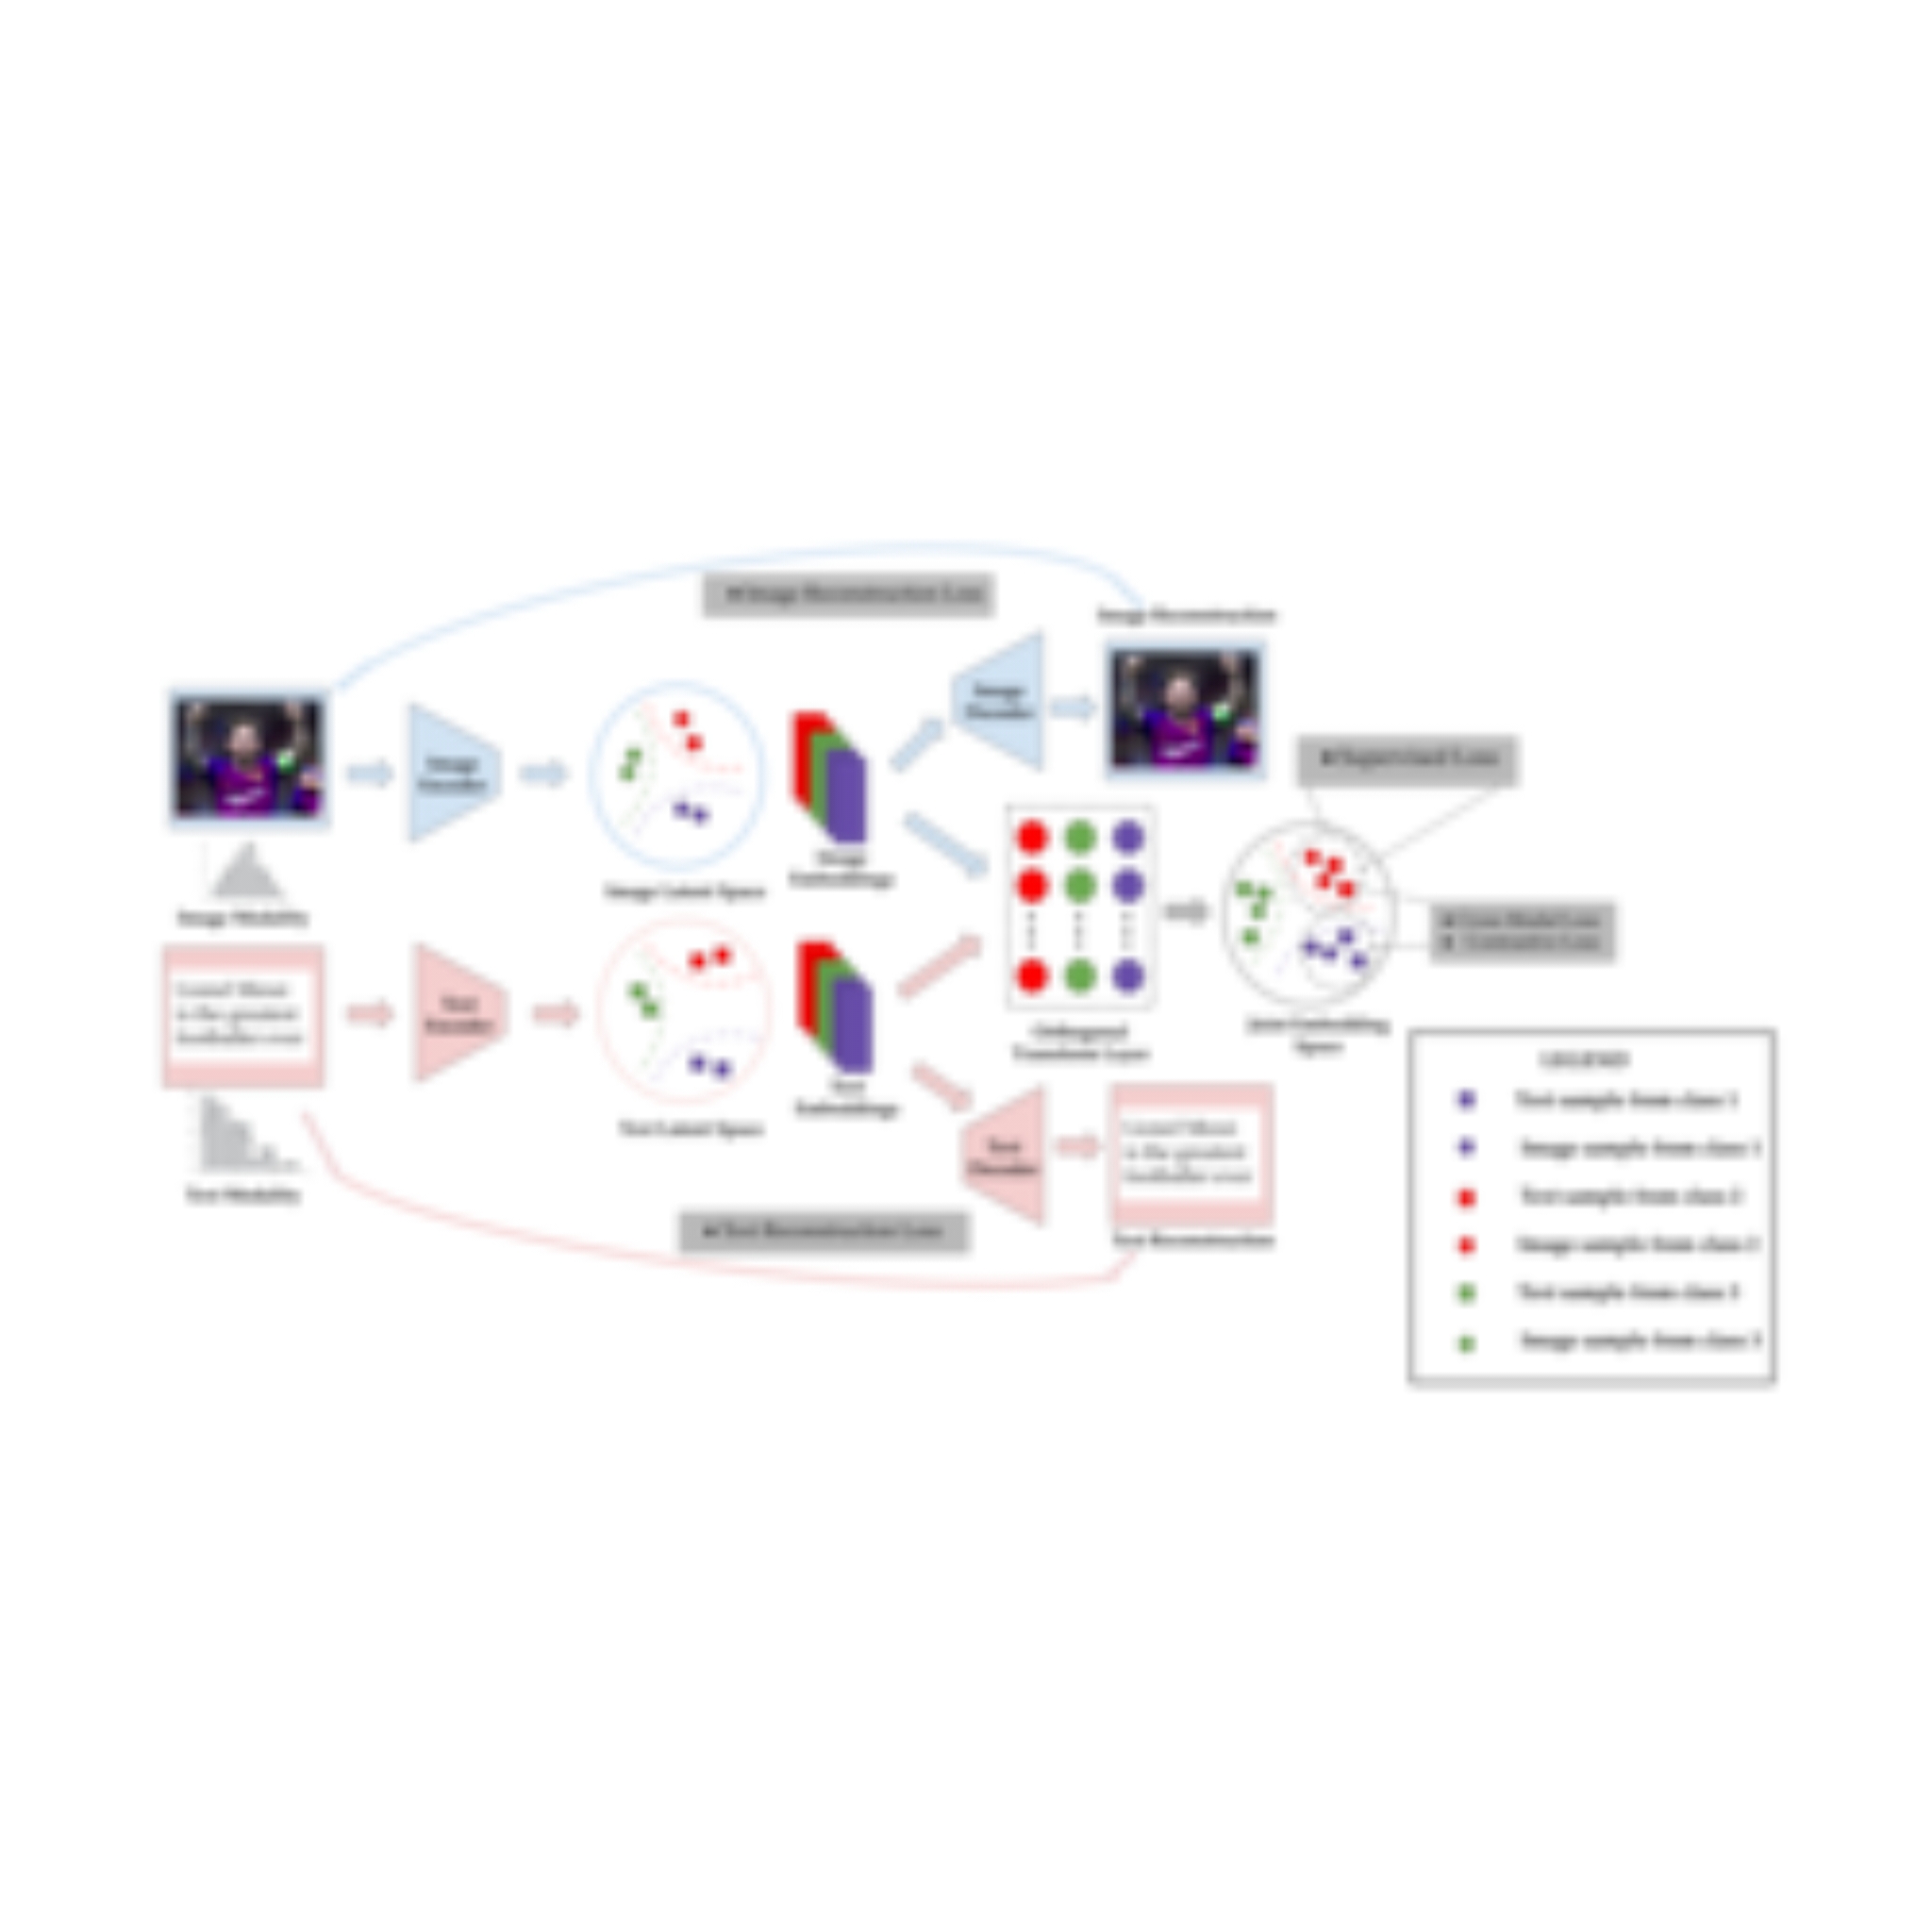 Image Reconstruction Loss
Image Reconstruction
Image
Decoder
Image
Encoder
Supervised Loss
Image
Embeddings
Image Latent Space
Image Modality
Cross Modal Loss
Contrastive Loss
Lionel Messi
is the greatest
footballer ever
Text
Encoder
Orthogonal
Transform Layer
Joint Embedding
Space
LEGEND
Text
Embeddings
Text Latent Space
Text sample from class 1
Image sample from class 1
Text sample from class 2
Image sample from class 2
Text sample from class 3
Image sample from class 3
Lionel Messi
is the greatest
footballer ever
Text
Decoder
Text Modality
Text Reconstruction Loss
Text Reconstruction